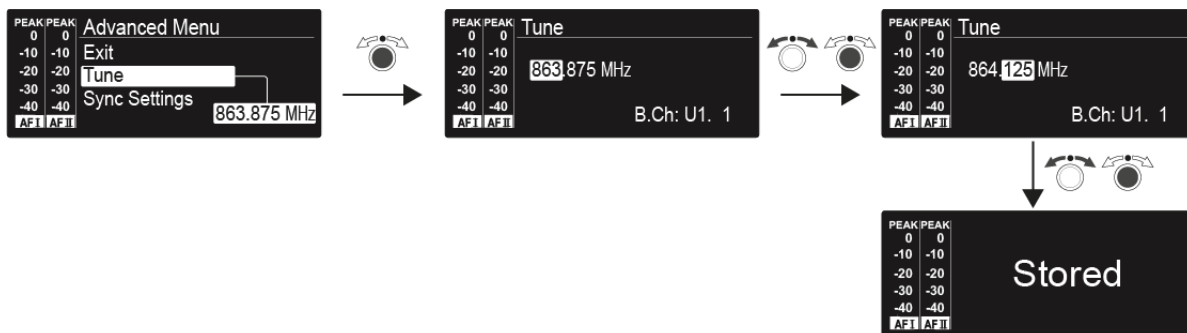 PEAK PEAK
0 0
-10 -10
-20 -20
-30 -30
-40 -40
AF I AF II
Advanced Menu
Exit
Tune
Sync Settings
863.875 MHz
PEAK PEAK
0 0
-10 -10
-20 -20
-30 -30
-40 -40
AF I AF II
Tune
863.875 MHz
B.Ch: U1. 1
PEAK PEAK
0 0
-10 -10
-20 -20
-30 -30
-40 -40
AF I AF II
Tune
864.125 MHz
B.Ch: U1. 1
PEAK PEAK
0 0
-10 -10
-20 -20
-30 -30
-40 -40
AF I AF II
Stored